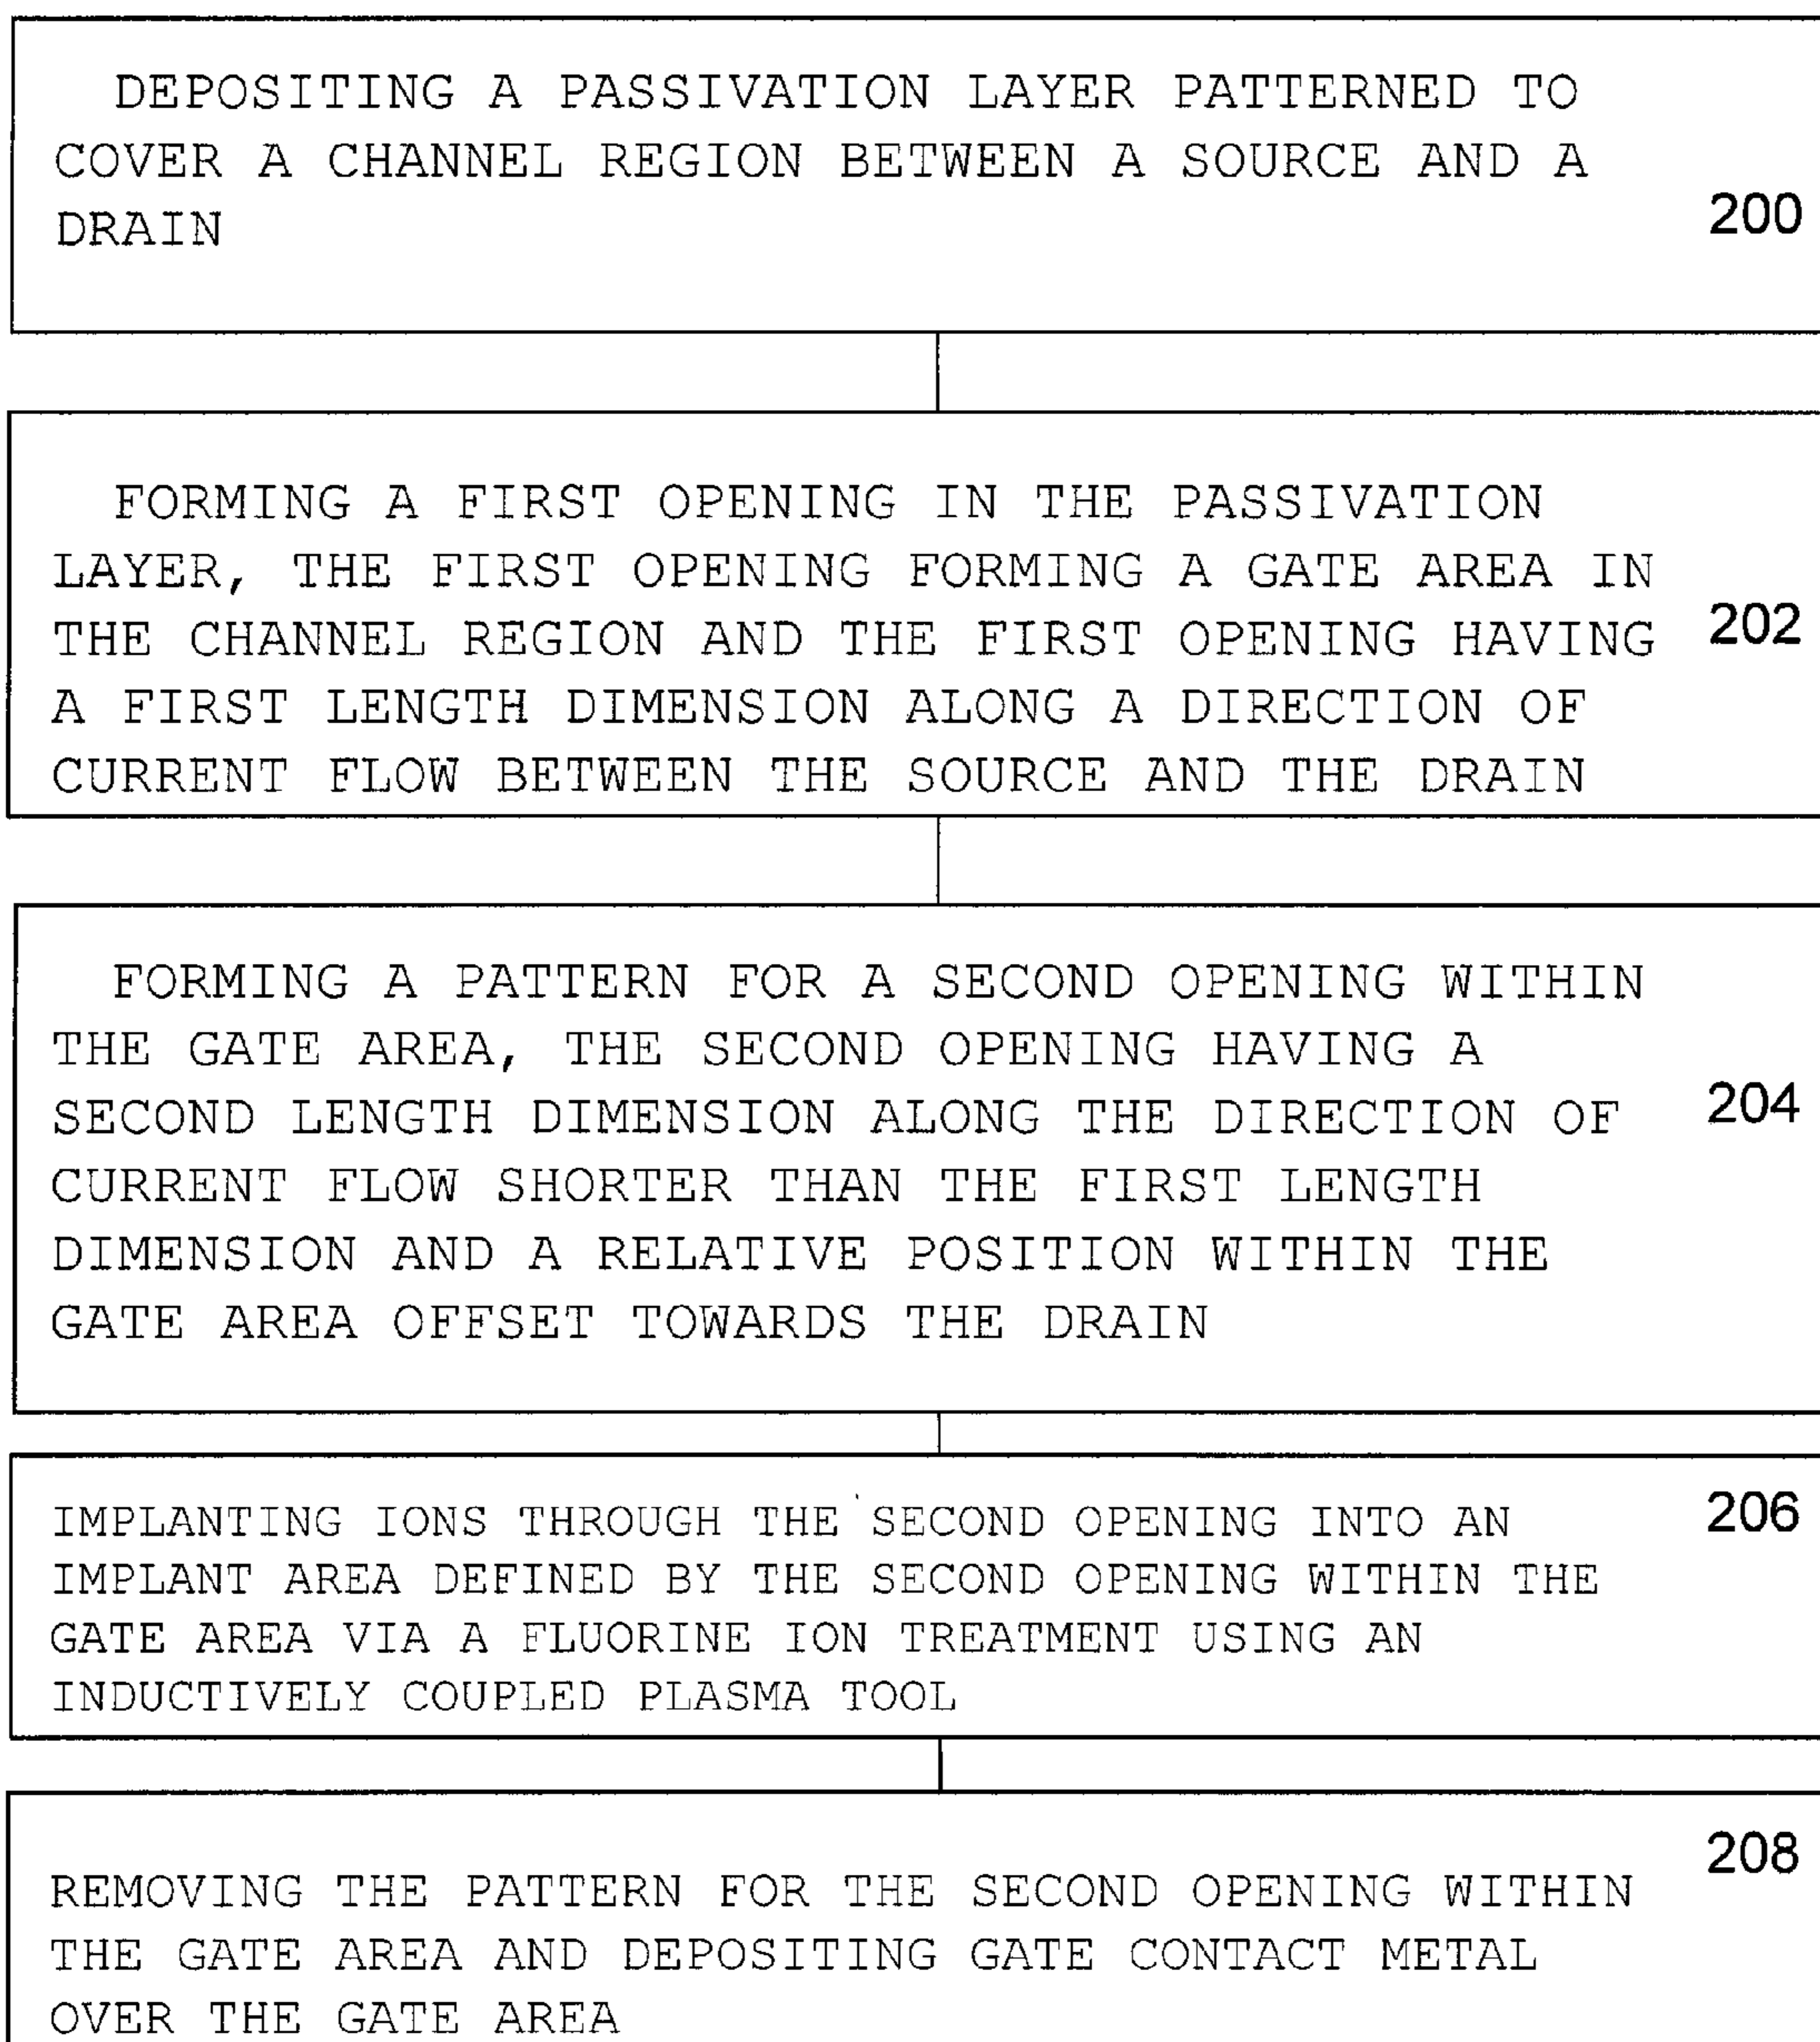 DEPOSITING A PASSIVATION LAYER PATTERNED TO
COVER A CHANNEL REGION BETWEEN A SOURCE AND A
DRAIN
200
FORMING A FIRST OPENING IN THE PASSIVATION
LAYER, THE FIRST OPENING FORMING A GATE AREA IN
THE CHANNEL REGION AND THE FIRST OPENING HAVING
202
A FIRST LENGTH DIMENSION ALONG A DIRECTION OF
CURRENT FLOW BETWEEN THE SOURCE AND THE DRAIN
FORMING A PATTERN FOR A SECOND OPENING WITHIN
THE GATE AREA, THE SECOND OPENING HAVING A
SECOND LENGTH DIMENSION ALONG THE DIRECTION OF
204
CURRENT FLOW SHORTER THAN THE FIRST LENGTH
DIMENSION AND A RELATIVE POSITION WITHIN THE
GATE AREA OFFSET TOWARDS THE DRAIN
206
IMPLANTING IONS THROUGH THE SECOND OPENING INTO AN
IMPLANT AREA DEFINED BY THE SECOND OPENING WITHIN THE
GATE AREA VIA A FLUORINE ION TREATMENT USING AN
INDUCTIVELY COUPLED PLASMA TOOL
208
REMOVING THE PATTERN FOR THE SECOND OPENING WITHIN
THE GATE AREA AND DEPOSITING GATE CONTACT METAL
OVER THE GATE AREA